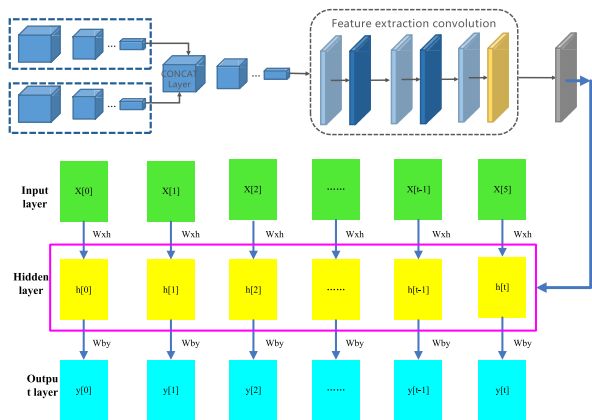 Feature extraction convolution
...
...
CONCAT
Layer
...
Input
layer
X[0]
X[1]
X[2]
......
X[t-1]
X[5]
Wxh
Wxh
Wxh
Wxh
Wxh
Wxh
Hidden
layer
h[0]
h[1]
h[2]
......
h[t-1]
h[t]
Wby
Wby
Wby
Wby
Wby
Wby
Outpu
t layer
y[0]
y[1]
y[2]
......
y[t-1]
y[t]